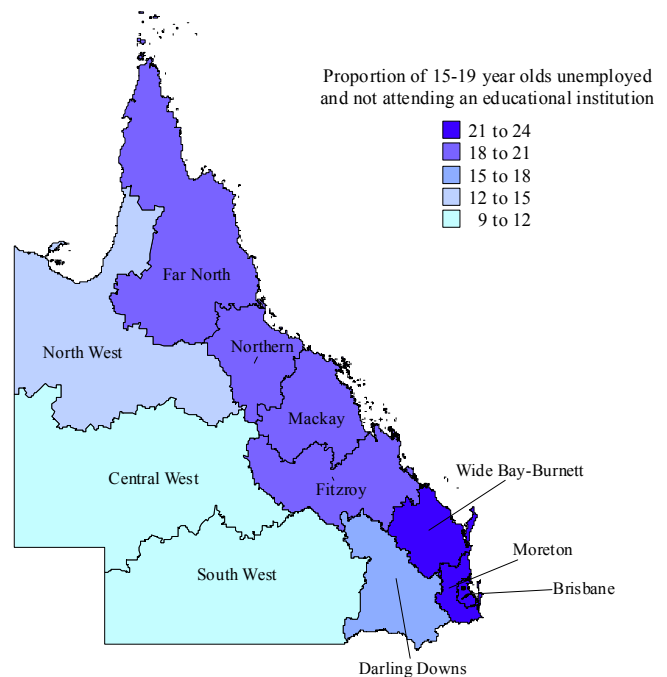 Proportion of 15-19 year olds unemployed
and not attending an educational institution
21 to 24
18 to 21
15 to 18
12 to 15
9 to 12
Far North
North West
Northern
Mackay
Central West
Fitzroy
Wide Bay-Burnett
South West
Moreton
Brisbane
Darling Downs